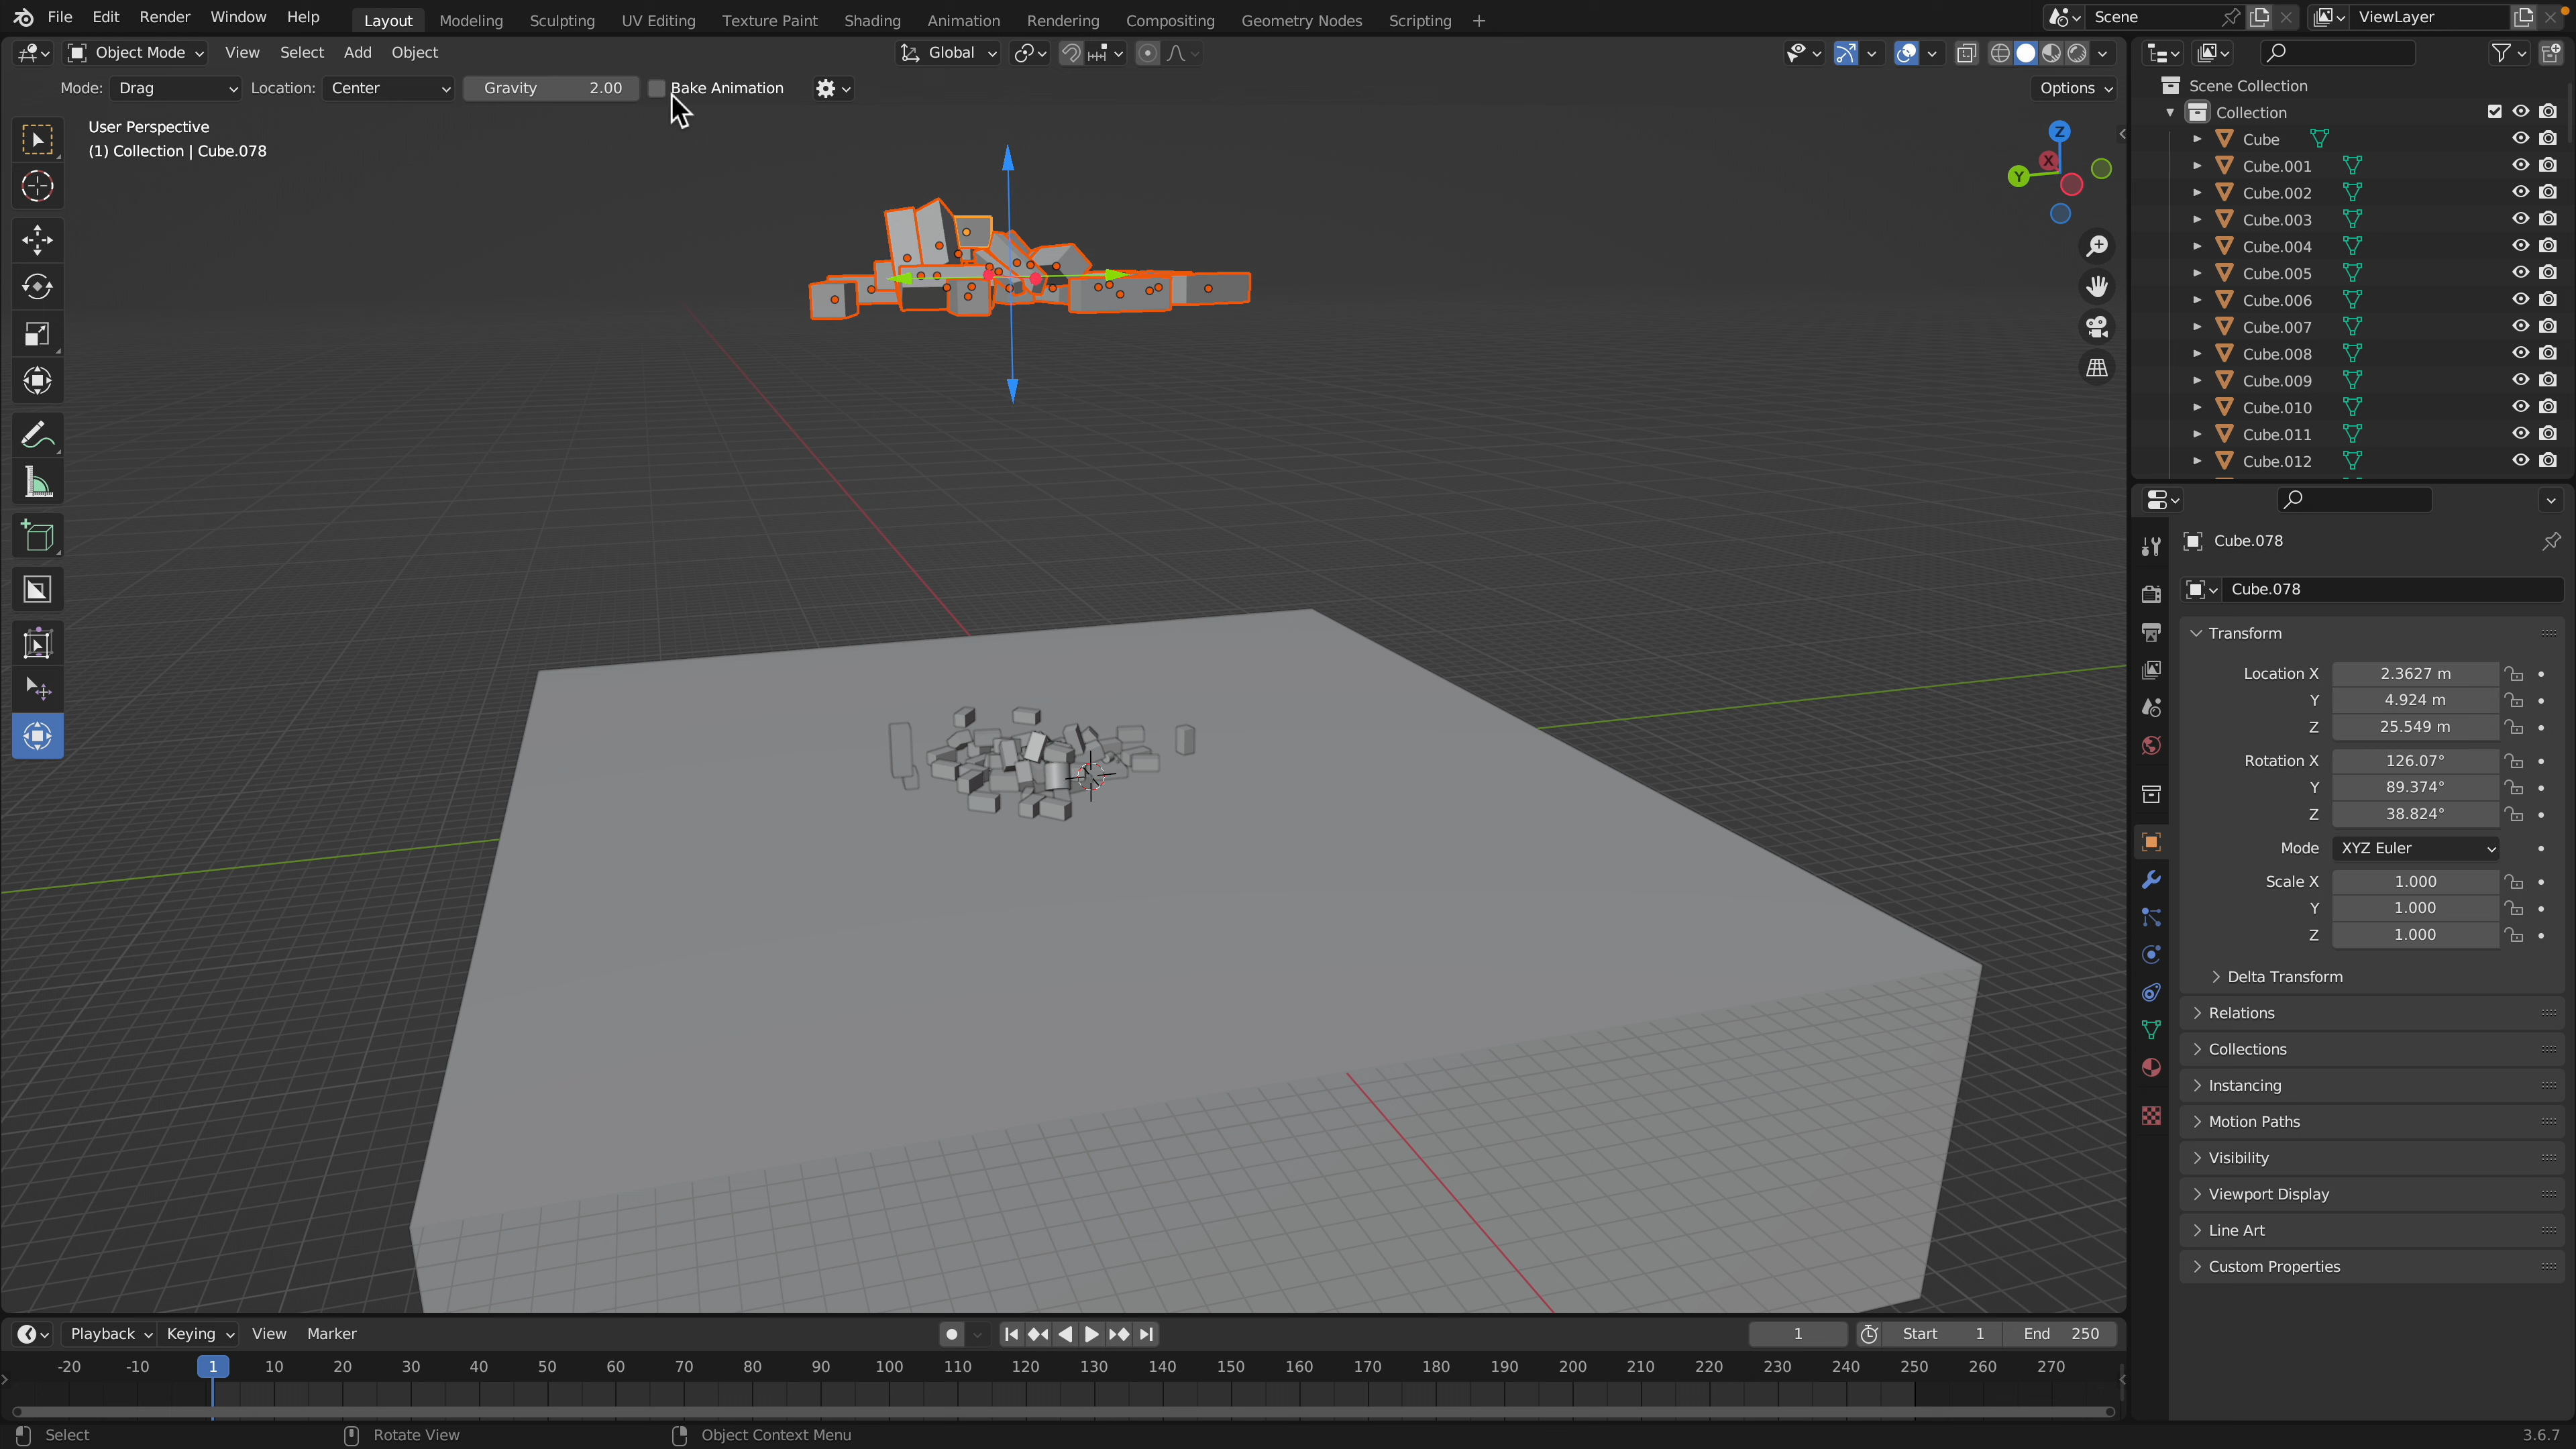 File Edit Render Window Help Layout Modeling Sculpting UV Editing Texture Paint Shading Animation Rendering Compositing Geometry Nodes Scripting + Scene ViewLayer
Object Mode View Select Add Object Global
Mode: Drag Location: Center Gravity 2.00 Bake Animation Options
User Perspective
(1) Collection | Cube.078
Z
X
Y
Scene Collection
Collection
Cube
Cube.001
Cube.002
Cube.003
Cube.004
Cube.005
Cube.006
Cube.007
Cube.008
Cube.009
Cube.010
Cube.011
Cube.012
Cube.078
Cube.078
Transform
Location X 2.3627 m
Y 4.924 m
Z 25.549 m
Rotation X 126.07°
Y 89.374°
Z 38.824°
Mode XYZ Euler
Scale X 1.000
Y 1.000
Z 1.000
Delta Transform
Relations
Collections
Instancing
Motion Paths
Visibility
Viewport Display
Line Art
Custom Properties
Playback Keying View Marker 1 Start 1 End 250
-20 -10 1 10 20 30 40 50 60 70 80 90 100 110 120 130 140 150 160 170 180 190 200 210 220 230 240 250 260 270
Select Rotate View Object Context Menu 3.6.7